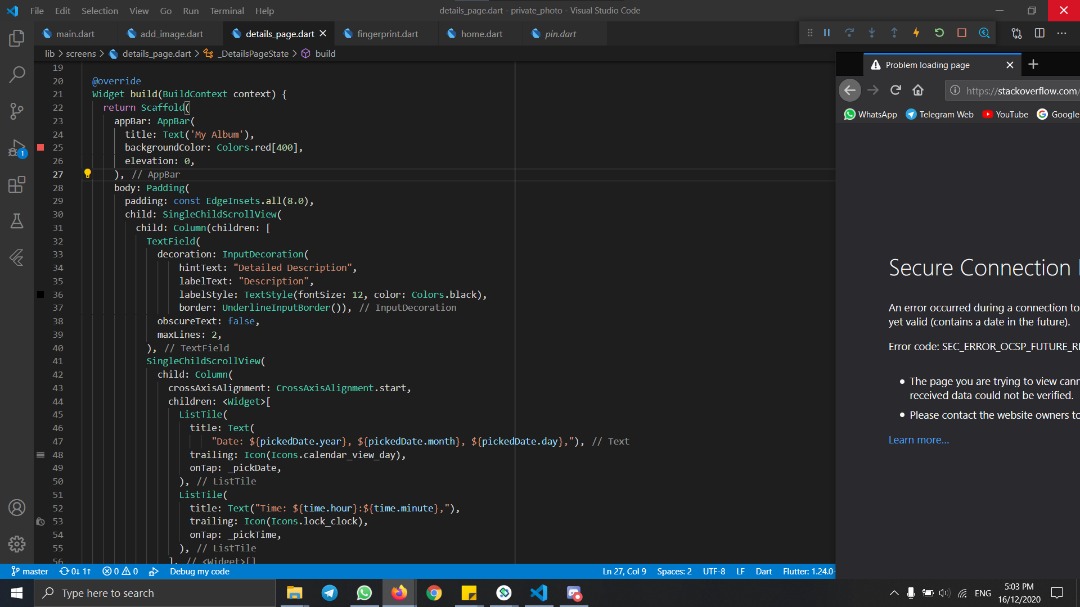 File Edit Selection View Go Run Terminal Help
details_page.dart - private_photo - Visual Studio Code
main.dart
add_image.dart
details_page.dart
fingerprint.dart
home.dart
pin.dart
lib > screens > details_page.dart > _DetailsPageState > build
19
20 @override
21 Widget build(BuildContext context) {
22 return Scaffold(
23 appBar: AppBar(
24 title: Text('My Album'),
25 backgroundColor: Colors.red[400],
26 elevation: 0,
27 ), // AppBar
28 body: Padding(
29 padding: const EdgeInsets.all(8.0),
30 child: SingleChildScrollView(
31 child: Column(children: [
32 TextField(
33 decoration: InputDecoration(
34 hintText: "Detailed Description",
35 labelText: "Description",
36 labelStyle: TextStyle(fontSize: 12, color: Colors.black),
37 border: UnderlineInputBorder()), // InputDecoration
38 obscureText: false,
39 maxLines: 2,
40 ), // TextField
41 SingleChildScrollView(
42 child: Column(
43 crossAxisAlignment: CrossAxisAlignment.start,
44 children: <Widget>[
45 ListTile(
46 title: Text(
47 "Date: ${pickedDate.year}, ${pickedDate.month}, ${pickedDate.day},"), // Text
48 trailing: Icon(Icons.calendar_view_day),
49 onTap: _pickDate,
50 ), // ListTile
51 ListTile(
52 title: Text("Time: ${time.hour}:${time.minute},"),
53 trailing: Icon(Icons.lock_clock),
54 onTap: _pickTime,
55 ), // ListTile
56 ], // <Widget>[]
Problem loading page
https://stackoverflow.com/
WhatsApp Telegram Web YouTube Google
Secure Connection
An error occurred during a connection to
yet valid (contains a date in the future).
Error code: SEC_ERROR_OCSP_FUTURE_RE
The page you are trying to view cann
received data could not be verified.
Please contact the website owners to
Learn more...
1
master 0↓ 1↑ 0 0 Debug my code
Ln 27, Col 9 Spaces: 2 UTF-8 LF Dart Flutter: 1.24.0-
Type here to search
ENG
5:03 PM
16/12/2020